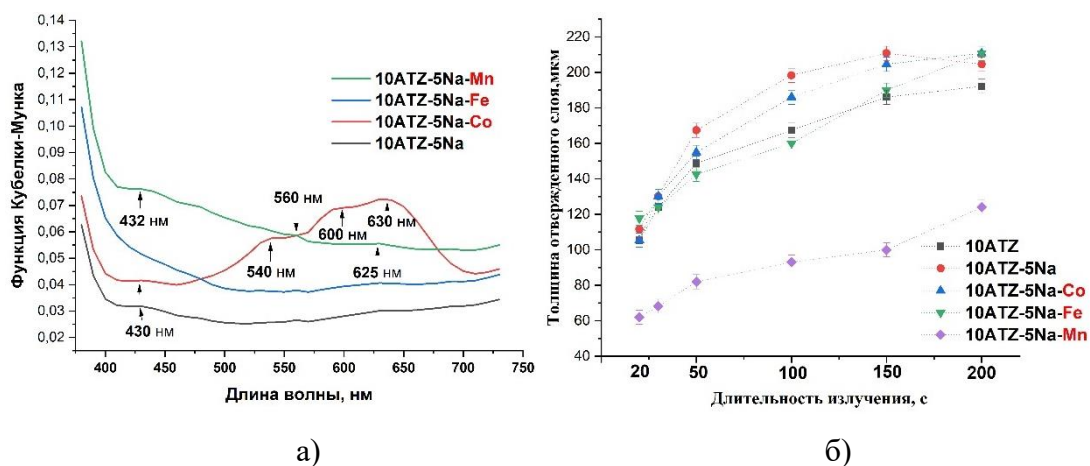 0,14
0,13
0,12
0,11
0,10
0,09
0,08
0,07
0,06
0,05
0,04
0,03
0,02
Функция Кубелки-Мунка
10ATZ-5Na-Mn
10ATZ-5Na-Fe
10ATZ-5Na-Co
10ATZ-5Na
432 нм
430 нм
540 нм
560 нм
600 нм
630 нм
625 нм
400 450 500 550 600 650 700 750
Длина волны, нм
а)
220
200
180
160
140
120
100
80
60
40
Толщина отвержденного слоя,мкм
10ATZ
10ATZ-5Na
10ATZ-5Na-Co
10ATZ-5Na-Fe
10ATZ-5Na-Mn
20 50 100 150 200
Длительность излучения, с
б)